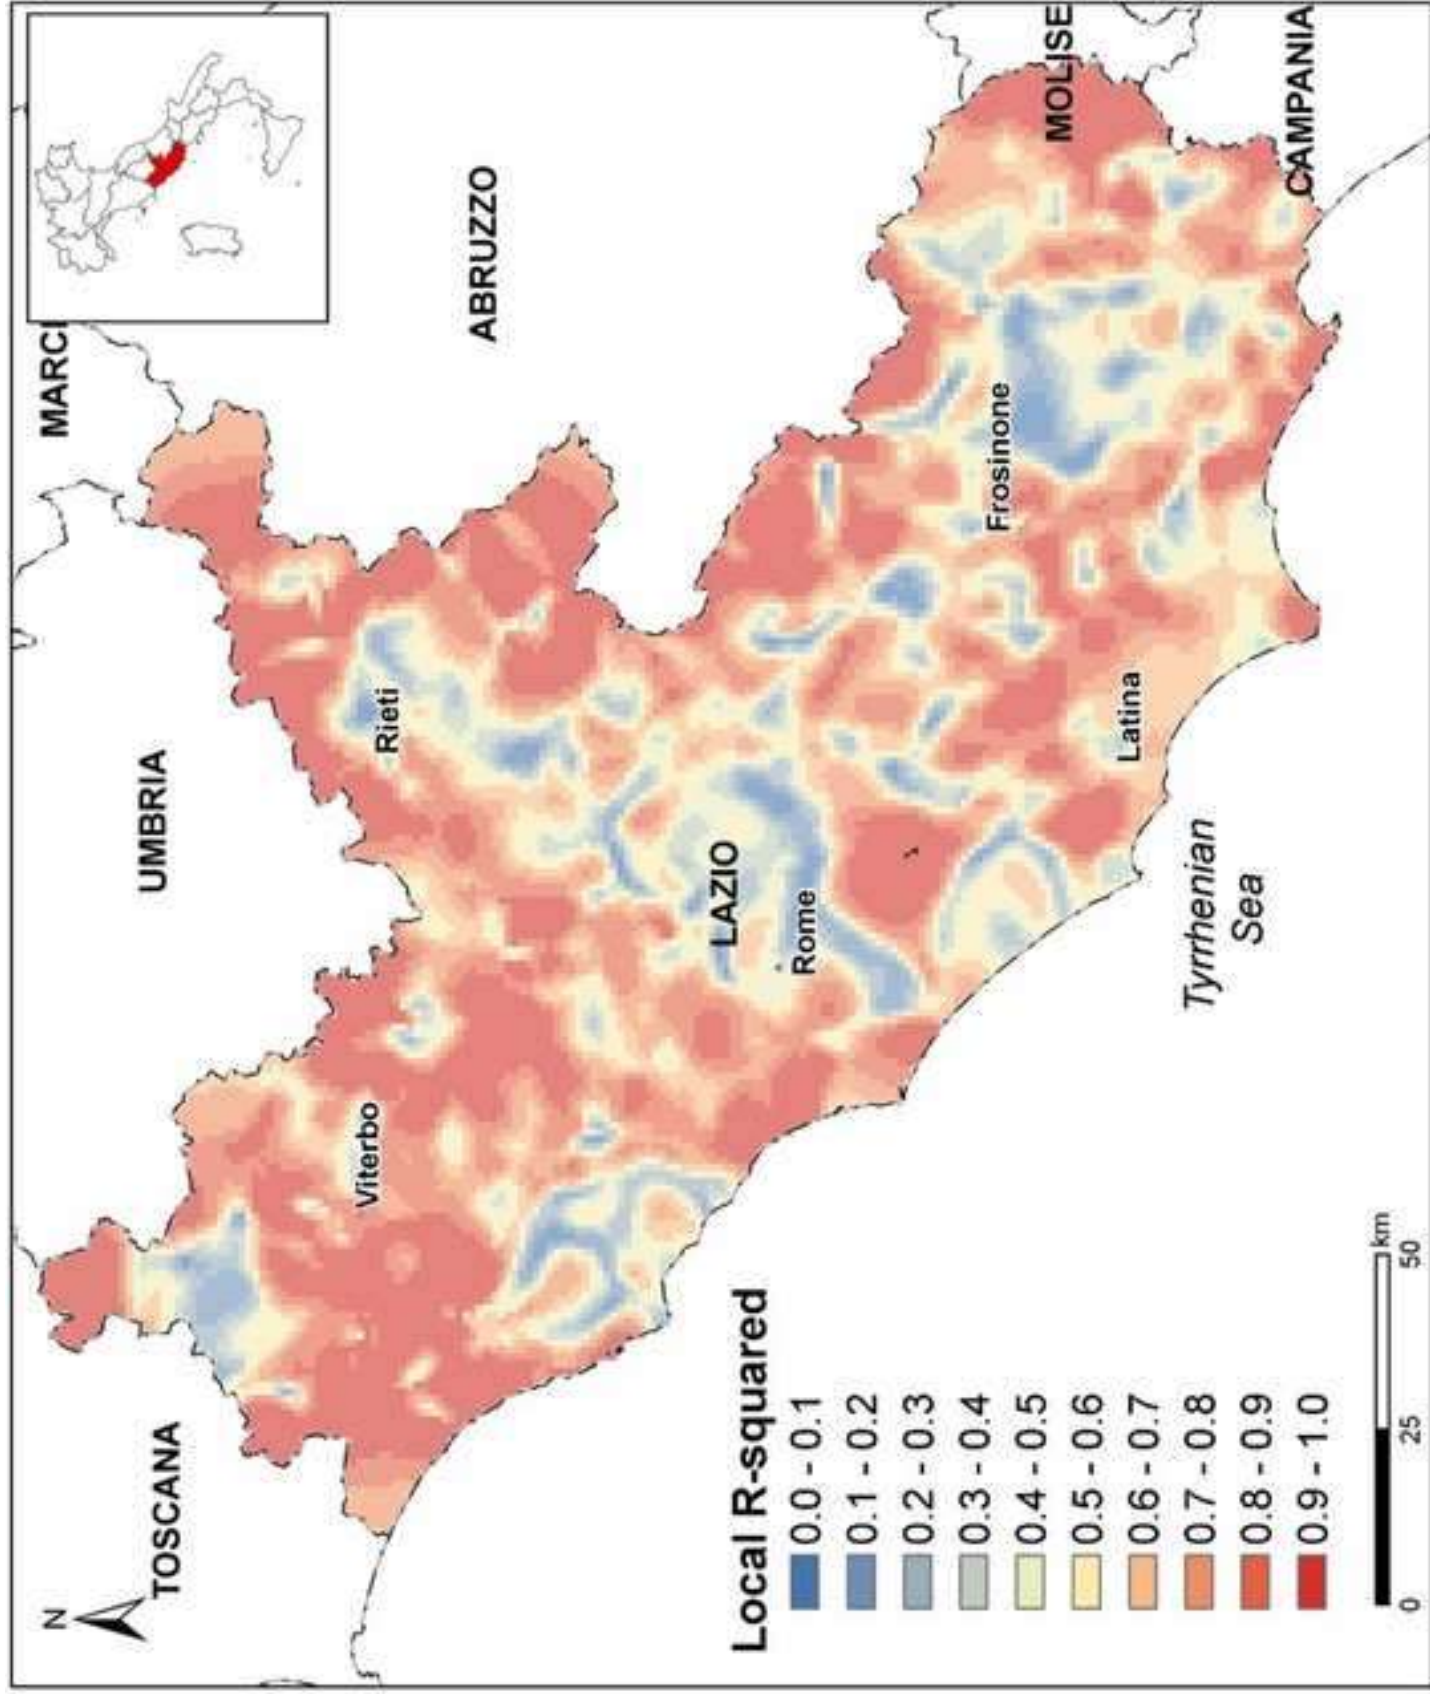 N
TOSCANA
UMBRIA
MARCI
ABRUZZO
MOLISE
CAMPANIA
Viterbo
Rieti
LAZIO
Rome
Frosinone
Latina
Tyrrhenian
Sea
Local R-squared
0.0 - 0.1
0.1 - 0.2
0.2 - 0.3
0.3 - 0.4
0.4 - 0.5
0.5 - 0.6
0.6 - 0.7
0.7 - 0.8
0.8 - 0.9
0.9 - 1.0
0 25 50 km